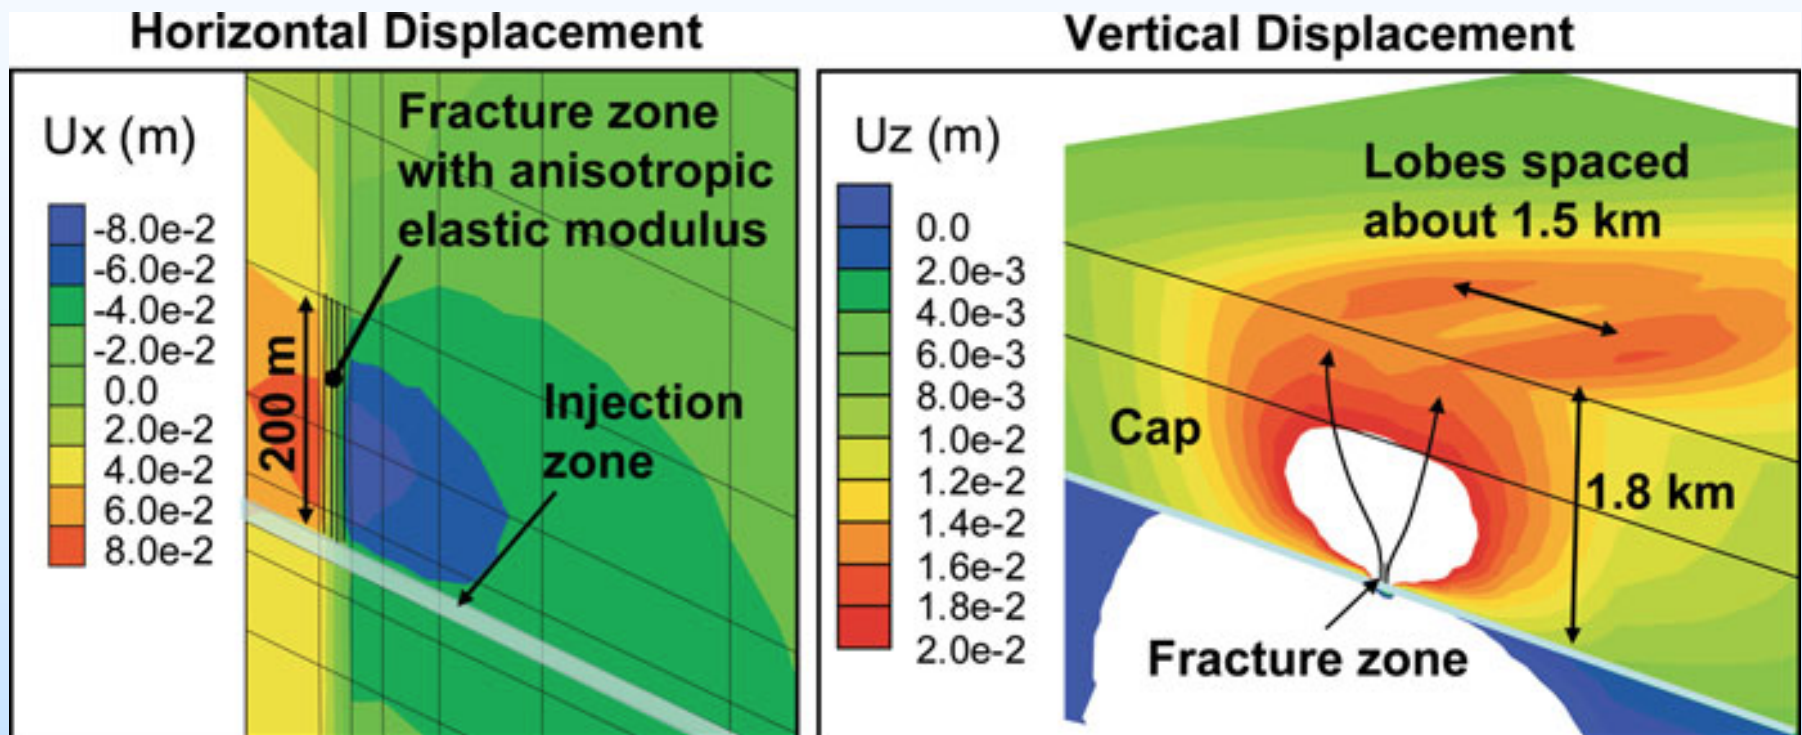 Horizontal Displacement
Ux (m)
-8.0e-2
-6.0e-2
-4.0e-2
-2.0e-2
0.0
2.0e-2
4.0e-2
6.0e-2
8.0e-2
Fracture zone
with anisotropic
elastic modulus
200 m
Injection
zone
Vertical Displacement
Uz (m)
0.0
2.0e-3
4.0e-3
6.0e-3
8.0e-3
1.0e-2
1.2e-2
1.4e-2
1.6e-2
1.8e-2
2.0e-2
Lobes spaced
about 1.5 km
Cap
1.8 km
Fracture zone